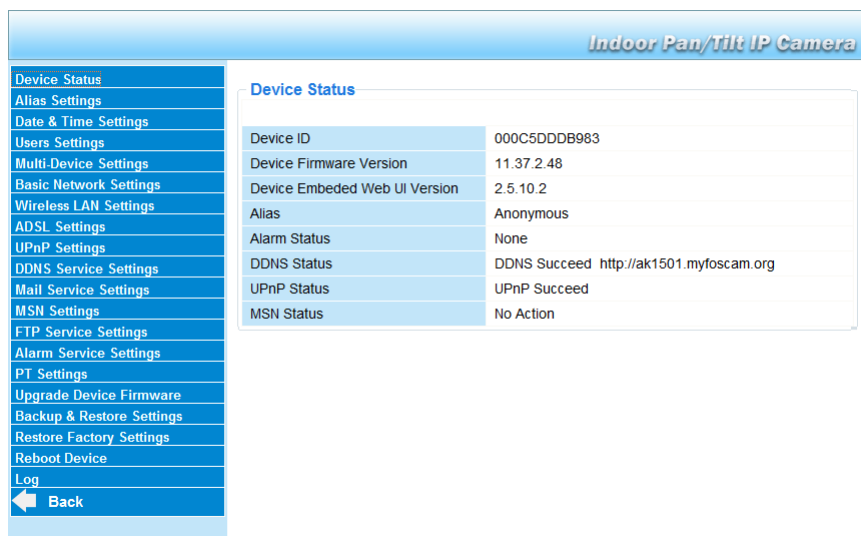 Indoor Pan/Tilt IP Camera
Device Status
Alias Settings
Date & Time Settings
Users Settings
Multi-Device Settings
Basic Network Settings
Wireless LAN Settings
ADSL Settings
UPnP Settings
DDNS Service Settings
Mail Service Settings
MSN Settings
FTP Service Settings
Alarm Service Settings
PT Settings
Upgrade Device Firmware
Backup & Restore Settings
Restore Factory Settings
Reboot Device
Log
Back
Device Status
Device ID 000C5DDDB983
Device Firmware Version 11.37.2.48
Device Embeded Web UI Version 2.5.10.2
Alias Anonymous
Alarm Status None
DDNS Status DDNS Succeed http://ak1501.myfoscam.org
UPnP Status UPnP Succeed
MSN Status No Action